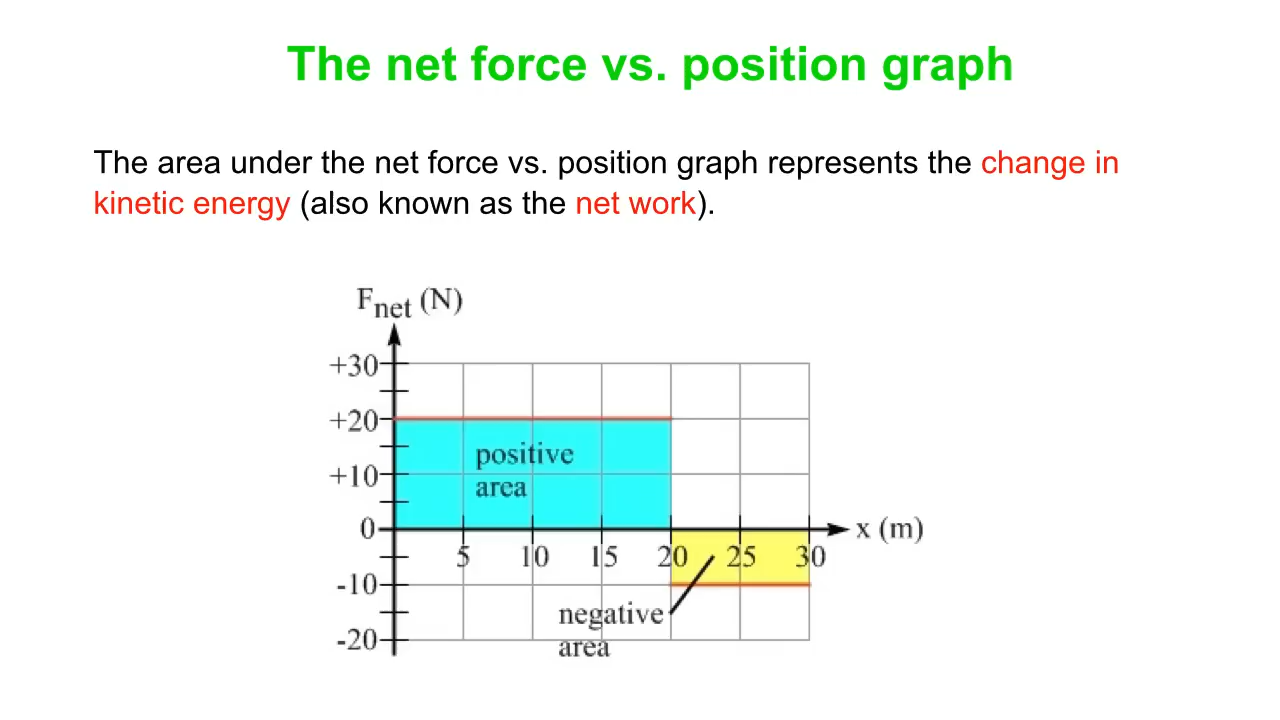 The net force vs. position graph
The area under the net force vs. position graph represents the change in
kinetic energy (also known as the net work).
Fnet (N)
+30
+20
positive
+10
area
0
x (m)
5 10 15 20 25 30
-10
negative
-20
area